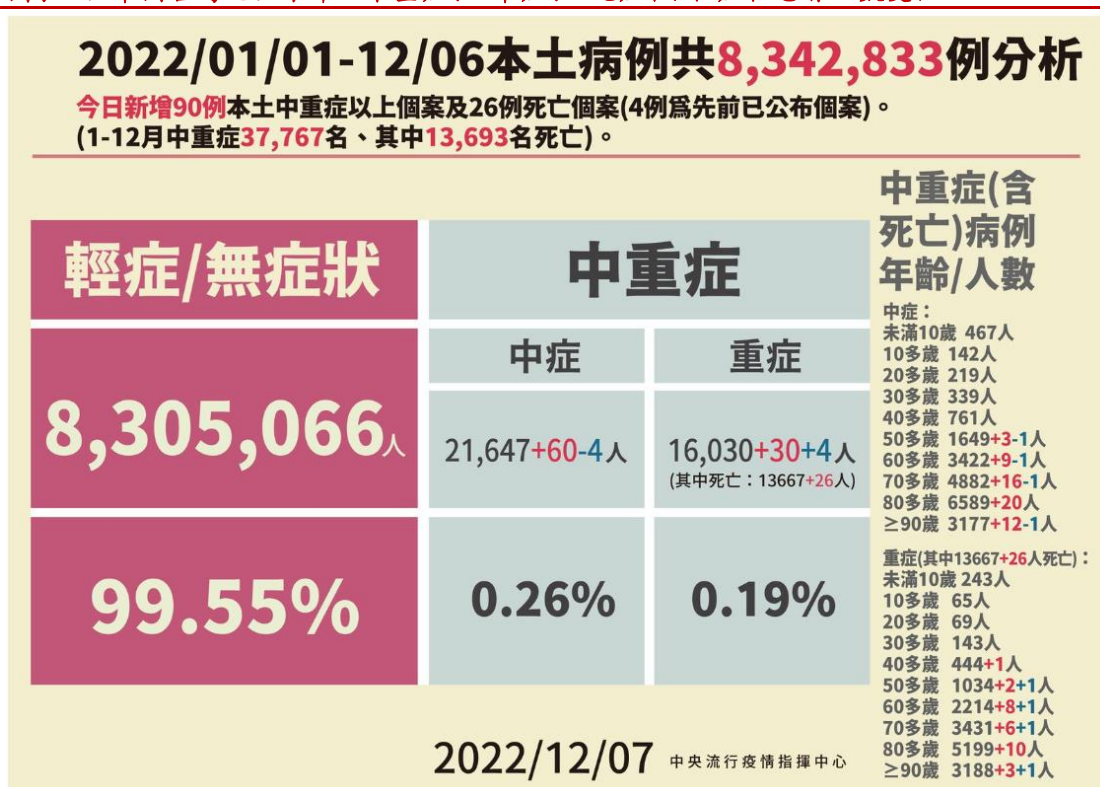 2022/01/01-12/06本土病例共8,342,833例分析
今日新增90例本土中重症以上個案及26例死亡個案(4例爲先前已公布個案)。
(1-12月中重症37,767名、其中13,693名死亡)。
輕症/無症狀
8,305,066人
99.55%
中重症
中症
重症
21,647+60-4人
16,030+30+4人
(其中死亡：13667+26人)
0.26%
0.19%
中重症(含
死亡)病例
年齡/人數
中症：
未滿10歲 467人
10多歲 142人
20多歲 219人
30多歲 339人
40多歲 761人
50多歲 1649+3-1人
60多歲 3422+9-1人
70多歲 4882+16-1人
80多歲 6589+20人
≥90歲 3177+12-1人
重症(其中13667+26人死亡)：
未滿10歲 243人
10多歲 65人
20多歲 69人
30多歲 143人
40多歲 444+1人
50多歲 1034+2+1人
60多歲 2214+8+1人
70多歲 3431+6+1人
80多歲 5199+10人
≥90歲 3188+3+1人
2022/12/07 中央流行疫情指揮中心